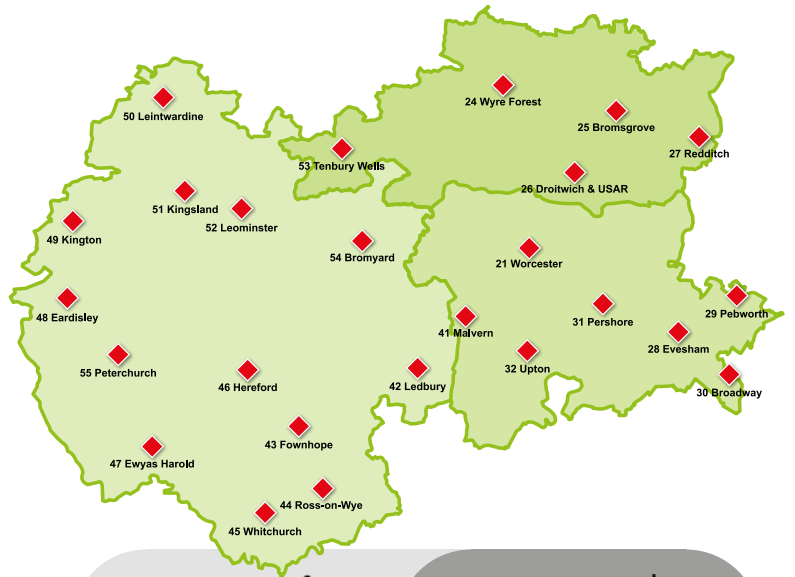 24 Wyre Forest
50 Leintwardine
25 Bromsgrove
27 Redditch
53 Tenbury Wells
26 Droitwich & USAR
51 Kingsland
52 Leominster
49 Kington
54 Bromyard
21 Worcester
48 Eardisley
29 Pebworth
31 Pershore
41 Malvern
28 Evesham
32 Upton
55 Peterchurch
46 Hereford
42 Ledbury
30 Broadway
43 Fownhope
47 Ewyas Harold
44 Ross-on-Wye
45 Whitchurch